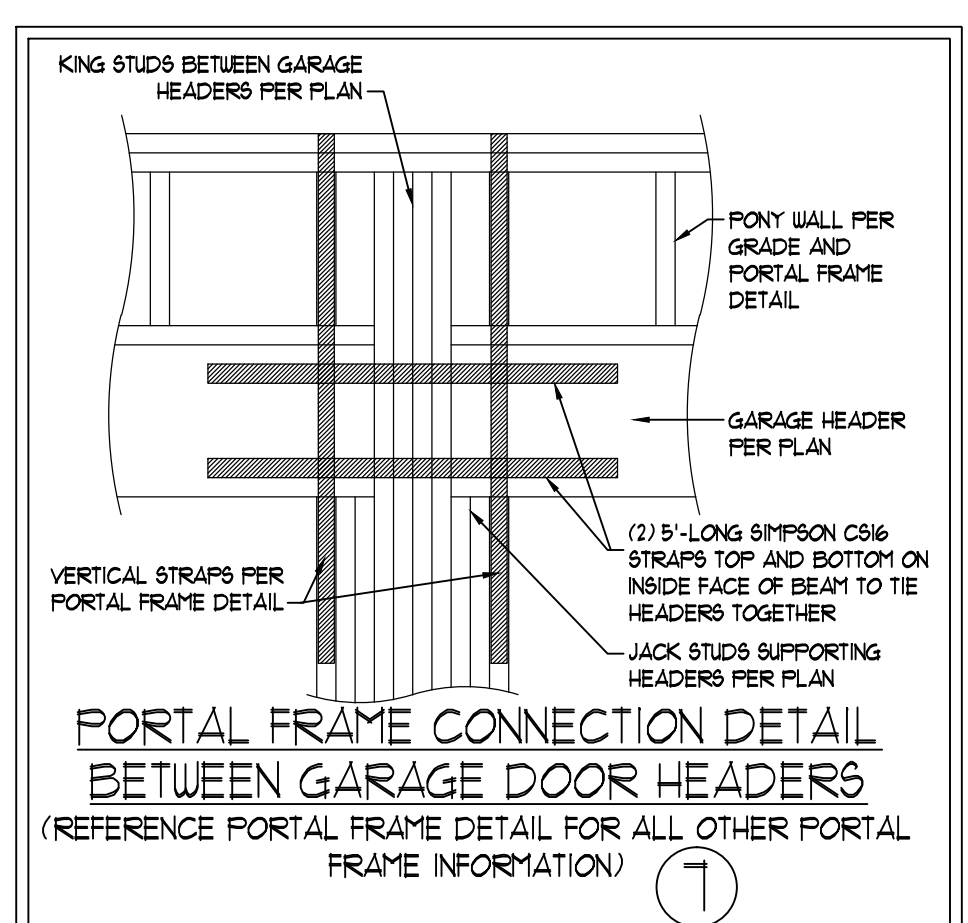 KING STUDS BETWEEN GARAGE
HEADERS PER PLAN
PONY WALL PER
GRADE AND
PORTAL FRAME
DETAIL
GARAGE HEADER
PER PLAN
(2) 5'-LONG SIMPSON CS16
STRAPS TOP AND BOTTOM ON
INSIDE FACE OF BEAM TO TIE
HEADERS TOGETHER
VERTICAL STRAPS PER
PORTAL FRAME DETAIL
JACK STUDS SUPPORTING
HEADERS PER PLAN
PORTAL FRAME CONNECTION DETAIL
BETWEEN GARAGE DOOR HEADERS
(REFERENCE PORTAL FRAME DETAIL FOR ALL OTHER PORTAL
FRAME INFORMATION)
7